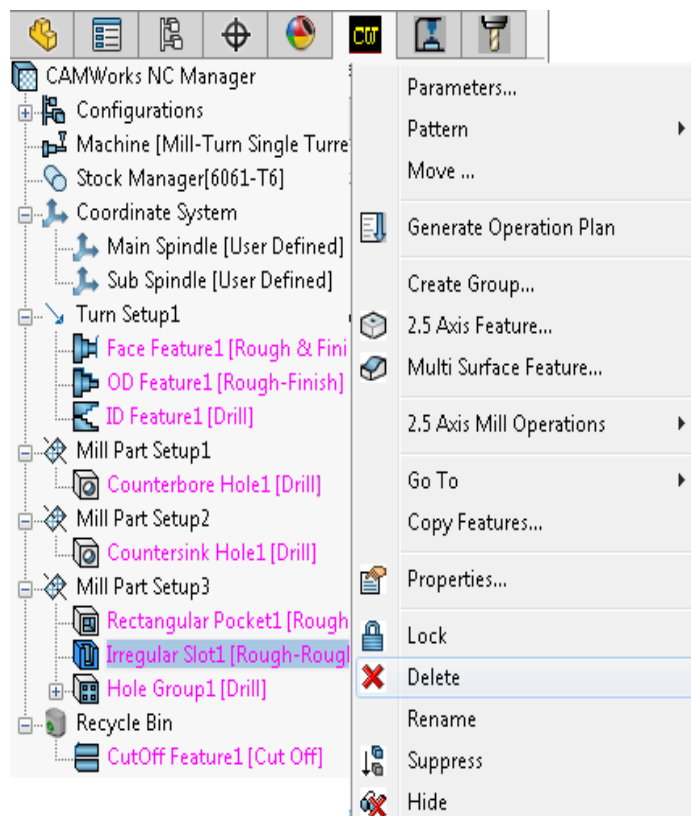 CW
CAMWorks NC Manager
Configurations
Machine [Mill-Turn Single Turre
Stock Manager[6061-T6]
Coordinate System
Main Spindle [User Defined]
Sub Spindle [User Defined]
Turn Setup1
Face Feature1 [Rough & Fini
OD Feature1 [Rough-Finish]
ID Feature1 [Drill]
Mill Part Setup1
Counterbore Hole1 [Drill]
Mill Part Setup2
Countersink Hole1 [Drill]
Mill Part Setup3
Rectangular Pocket1 [Rough
Irregular Slot1 [Rough-Rough
Hole Group1 [Drill]
Recycle Bin
CutOff Feature1 [Cut Off]
Parameters...
Pattern
Move ...
Generate Operation Plan
Create Group...
2.5 Axis Feature...
Multi Surface Feature...
2.5 Axis Mill Operations
Go To
Copy Features...
Properties...
Lock
Delete
Rename
Suppress
Hide